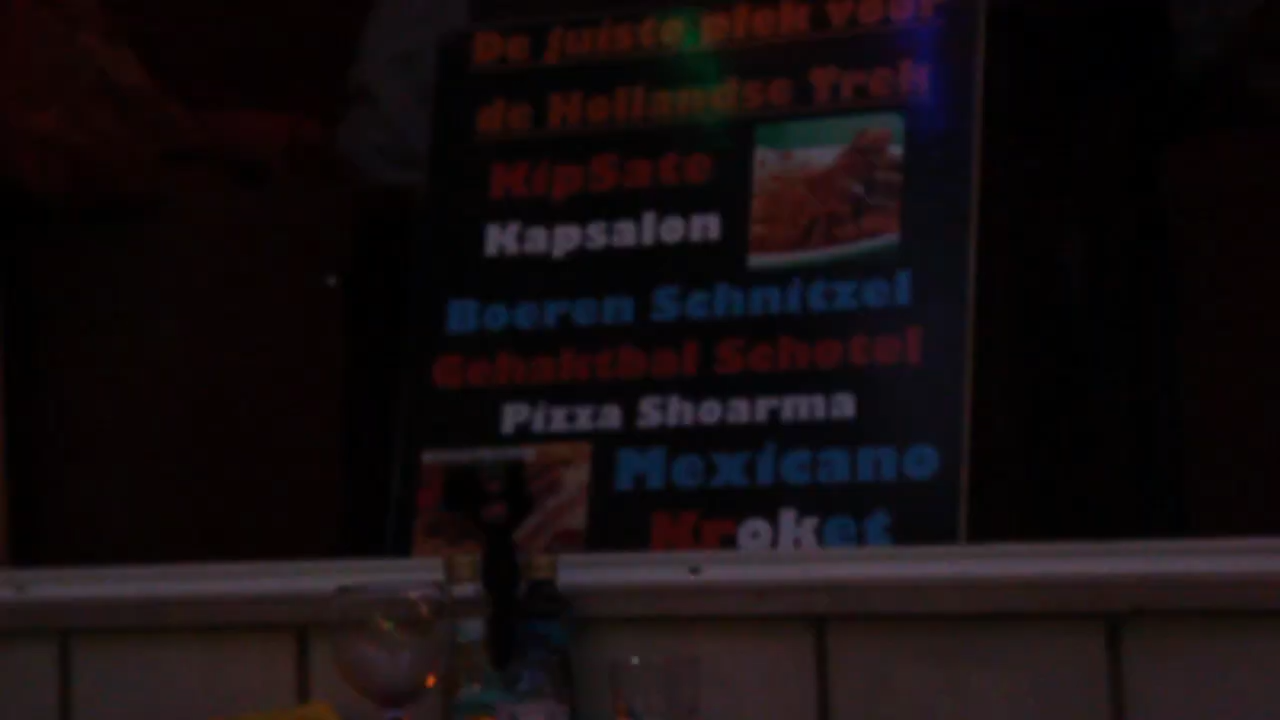 De juiste plek voor
de Hollandse Trek
KipSate
Kapsalon
Boeren Schnitzel
Gehaktbal Schotel
Pizza Shoarma
Mexicano
Kroket